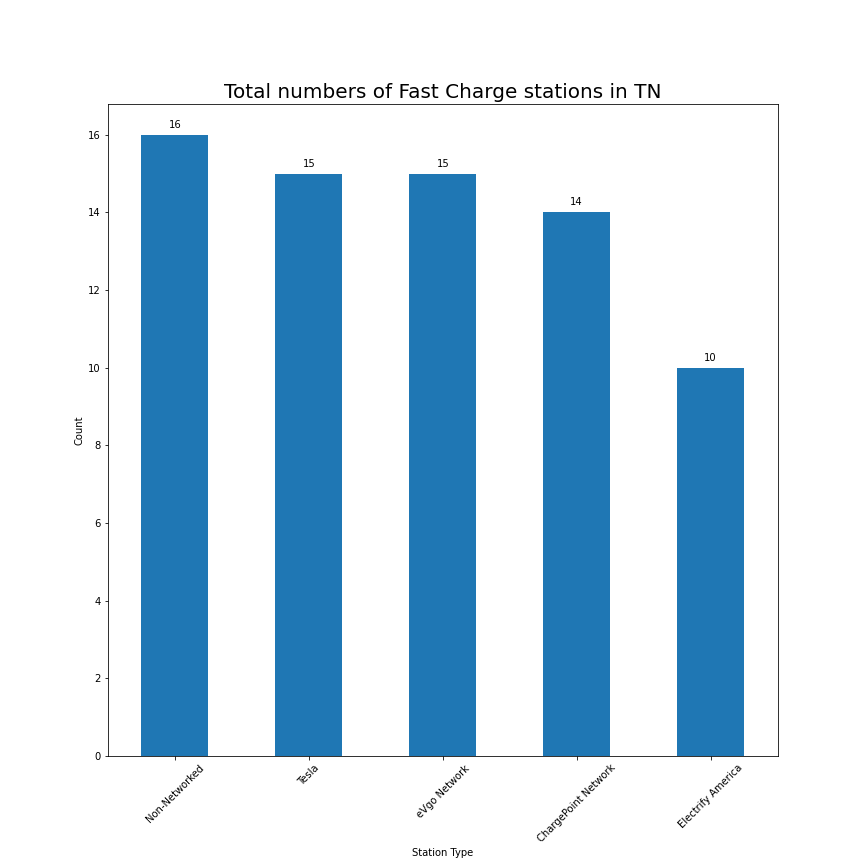 Total numbers of Fast Charge stations in TN
16
15
15
14
10
16
14
12
10
8
6
4
2
0
Count
Non-Networked
Tesla
eVgo Network
ChargePoint Network
Electrify America
Station Type